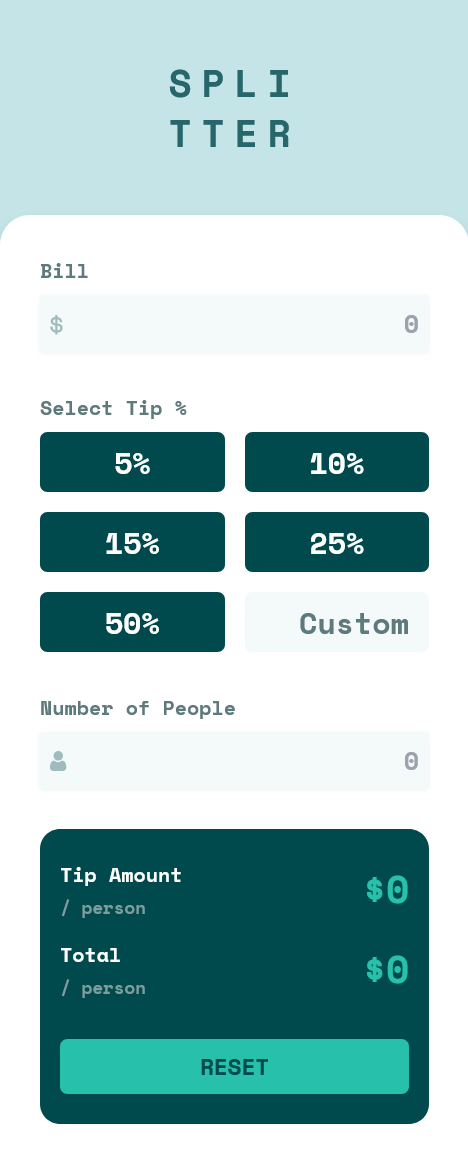 SPLI
TTER
Bill
$ 0
Select Tip %
5% 10%
15% 25%
50% Custom
Number of People
0
Tip Amount
/ person
$0
Total
/ person
$0
RESET